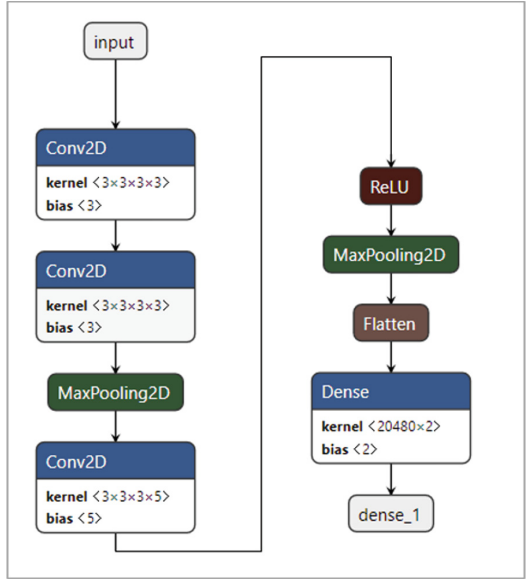 input
Conv2D
kernel ⟨3×3×3×3⟩
bias ⟨3⟩
Conv2D
kernel ⟨3×3×3×3⟩
bias ⟨3⟩
MaxPooling2D
Conv2D
kernel ⟨3×3×3×5⟩
bias ⟨5⟩
ReLU
MaxPooling2D
Flatten
Dense
kernel ⟨20480×2⟩
bias ⟨2⟩
dense_1